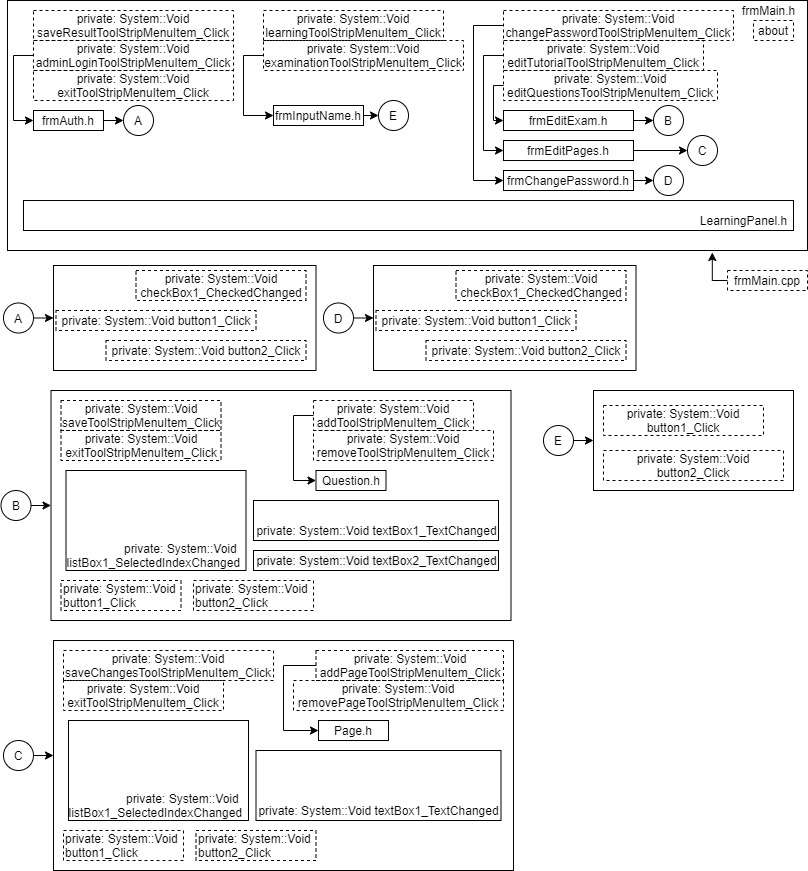 frmMain.h
private: System::Void
saveResultToolStripMenuItem_Click
private: System::Void
adminLoginToolStripMenuItem_Click
private: System::Void
exitToolStripMenuItem_Click
frmAuth.h
A
private: System::Void
learningToolStripMenuItem_Click
private: System::Void
examinationToolStripMenuItem_Click
frmInputName.h
E
private: System::Void
changePasswordToolStripMenuItem_Click
private: System::Void
editTutorialToolStripMenuItem_Click
private: System::Void
editQuestionsToolStripMenuItem_Click
about
frmEditExam.h
B
frmEditPages.h
C
frmChangePassword.h
D
LearningPanel.h
frmMain.cpp
A
private: System::Void
checkBox1_CheckedChanged
private: System::Void button1_Click
private: System::Void button2_Click
D
private: System::Void
checkBox1_CheckedChanged
private: System::Void button1_Click
private: System::Void button2_Click
B
private: System::Void
saveToolStripMenuItem_Click
private: System::Void
exitToolStripMenuItem_Click
private: System::Void
addToolStripMenuItem_Click
private: System::Void
removeToolStripMenuItem_Click
Question.h
private: System::Void
listBox1_SelectedIndexChanged
private: System::Void textBox1_TextChanged
private: System::Void textBox2_TextChanged
private: System::Void
button1_Click
private: System::Void
button2_Click
E
private: System::Void
button1_Click
private: System::Void
button2_Click
C
private: System::Void
saveChangesToolStripMenuItem_Click
private: System::Void
exitToolStripMenuItem_Click
private: System::Void
addPageToolStripMenuItem_Click
private: System::Void
removePageToolStripMenuItem_Click
Page.h
private: System::Void
listBox1_SelectedIndexChanged
private: System::Void textBox1_TextChanged
private: System::Void
button1_Click
private: System::Void
button2_Click